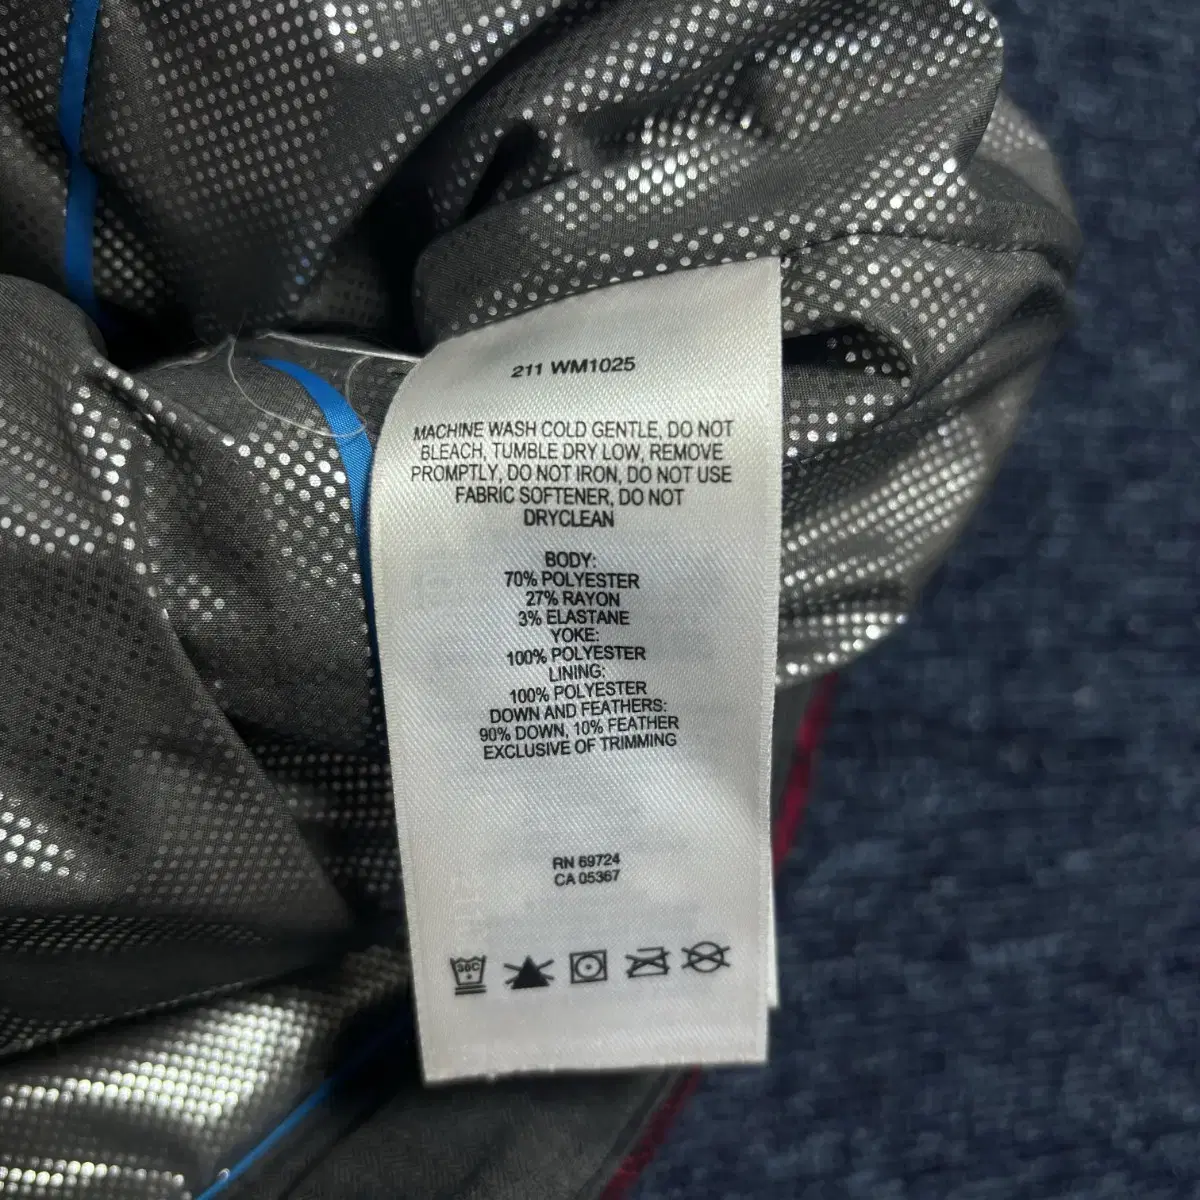 211 WM1025
MACHINE WASH COLD GENTLE, DO NOT
BLEACH, TUMBLE DRY LOW, REMOVE
PROMPTLY, DO NOT IRON, DO NOT USE
FABRIC SOFTENER, DO NOT
DRYCLEAN
BODY:
70% POLYESTER
27% RAYON
3% ELASTANE
YOKE:
100% POLYESTER
LINING:
100% POLYESTER
DOWN AND FEATHERS:
90% DOWN, 10% FEATHER
EXCLUSIVE OF TRIMMING
RN 69724
CA 05367